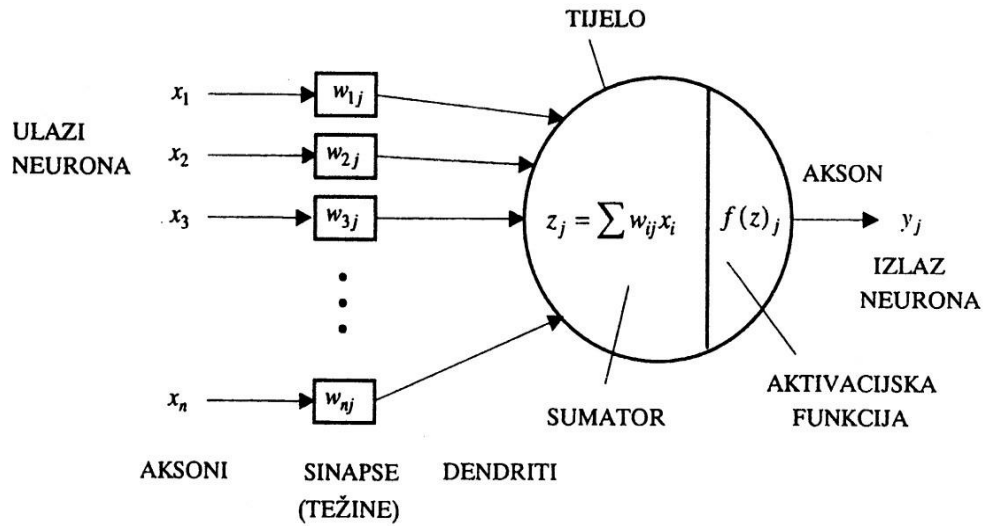 TIJELO
ULAZI
NEURONA
x₁
w₁ⱼ
x₂
w₂ⱼ
x₃
w₃ⱼ
xₙ
wₙⱼ
zⱼ = ∑ wᵢⱼxᵢ
f(z)ⱼ
AKSON
yⱼ
IZLAZ
NEURONA
SUMATOR
AKTIVACIJSKA
FUNKCIJA
AKSONI
SINAPSE
(TEŽINE)
DENDRITI